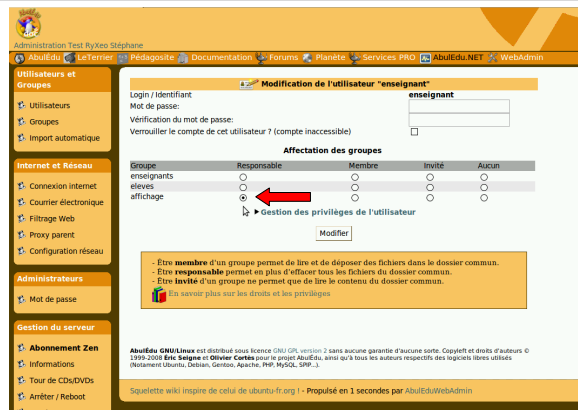 Administration Test RyXeo
Stéphane
AbulÉdu LeTerrier Pédagosite Documentation Forums Planète Services PRO AbulEdu.NET WebAdmin
Utilisateurs et
Groupes
Utilisateurs
Groupes
Import automatique
Internet et Réseau
Connexion internet
Courrier électronique
Filtrage Web
Proxy parent
Configuration réseau
Administrateurs
Mot de passe
Gestion du serveur
Abonnement Zen
Informations
Tour de CDs/DVDs
Arrêter / Reboot
Modification de l'utilisateur "enseignant"
Login / Identifiant enseignant
Mot de passe:
Vérification du mot de passe:
Verrouiller le compte de cet utilisateur ? (compte inaccessible)
Affectation des groupes
Groupe Responsable Membre Invité Aucun
enseignants
eleves
affichage
Gestion des privilèges de l'utilisateur
Modifier
- Être membre d'un groupe permet de lire et de déposer des fichiers dans le dossier commun.
- Être responsable permet en plus d'effacer tous les fichiers du dossier commun.
- Être invité d'un groupe ne permet que de lire le contenu du dossier commun.
En savoir plus sur les droits et les privilèges
AbulÉdu GNU/Linux est distribué sous licence GNU GPL version 2 sans aucune garantie d'aucune sorte. Copyleft et droits d'auteurs ©
1999-2008 Éric Seigne et Olivier Cortès pour le projet AbulÉdu, ainsi qu'à tous les auteurs respectifs des logiciels libres utilisés
(Notament Ubuntu, Debian, Gentoo, Apache, PHP, MySQL, SPIP...).
Squelette wiki inspire de celui de ubuntu-fr.org ! - Propulsé en 1 secondes par AbulEduWebAdmin